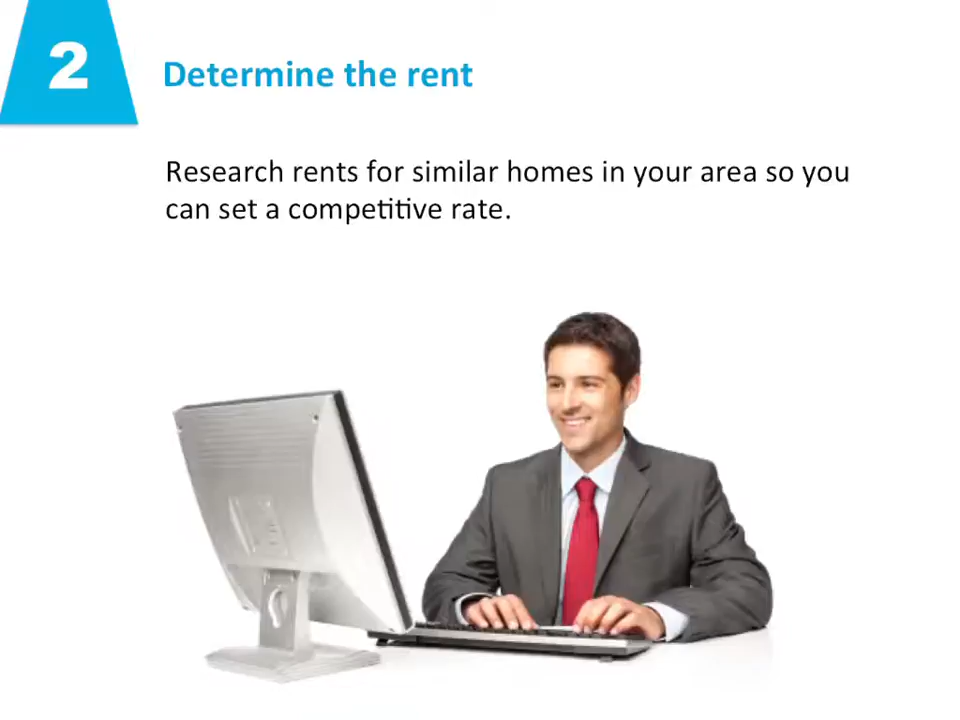 2
Determine the rent
Research rents for similar homes in your area so you
can set a competitive rate.